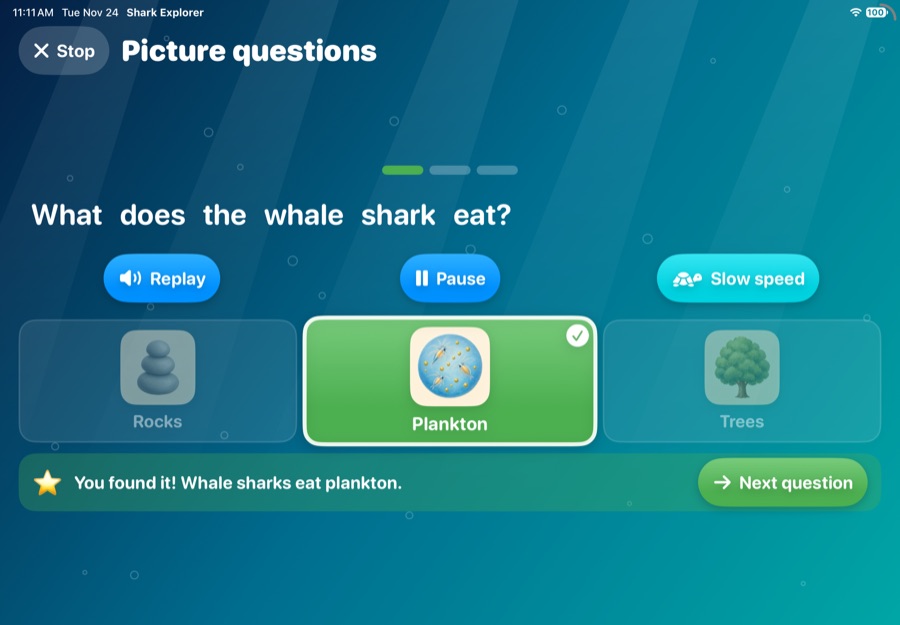 11:11 AM Tue Nov 24 Shark Explorer
100
Stop
Picture questions
What does the whale shark eat?
Replay
Pause
Slow speed
Rocks
Plankton
Trees
You found it! Whale sharks eat plankton.
Next question